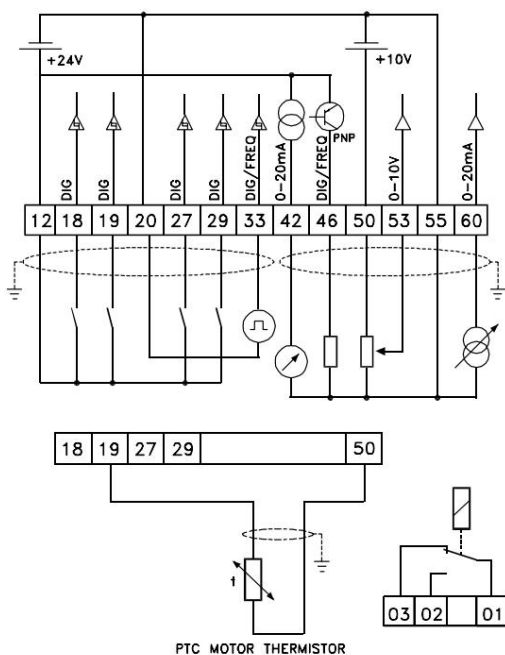 +24V
+10V
PNP
DIG
DIG
DIG
DIG
DIG/FREQ
0-20mA
DIG/FREQ
0-10V
0-20mA
12 18 19 20 27 29 33 42 46 50 53 55 60
18 19 27 29 50
t
03 02 01
PTC MOTOR THERMISTOR